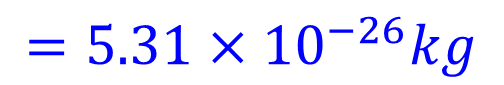 = 5.31 × 10⁻²⁶kg